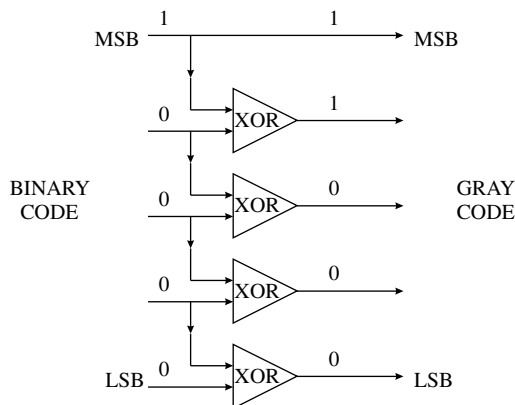 1 1
MSB MSB
0 1
XOR
BINARY CODE
0 0
XOR
GRAY CODE
0 0
XOR
0 0
LSB XOR LSB